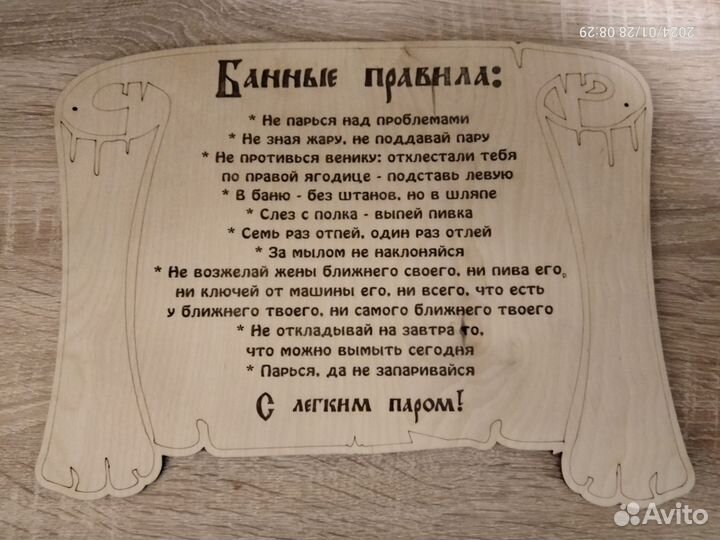 2024/01/28 08:29
Банные правила:
* Не парься над проблемами
* Не зная жару, не поддавай пару
* Не противься венику: отхлестали тебя
по правой ягодице - подставь левую
* В баню - без штанов, но в шляпе
* Слез с полка - выпей пивка
* Семь раз отпей, один раз отлей
* За мылом не наклоняйся
* Не возжелай жены ближнего своего, ни пива его,
ни ключей от машины его, ни всего, что есть
у ближнего твоего, ни самого ближнего твоего
* Не откладывай на завтра то,
что можно вымыть сегодня
* Парься, да не запаривайся
С легким паром!
Avito